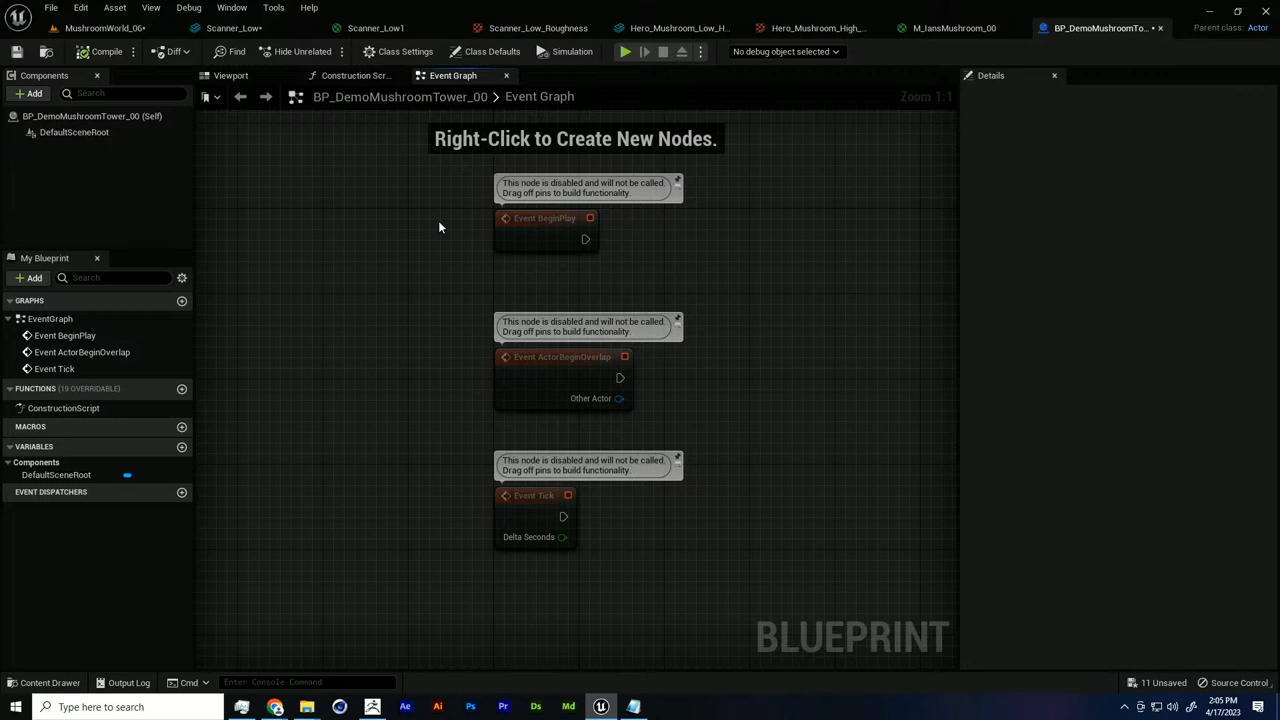 File Edit Asset View Debug Window Tools Help
MushroomWorld_06* Scanner_Low* Scanner_Low1 Scanner_Low_Roughness Hero_Mushroom_Low_H... Hero_Mushroom_High_... M_IansMushroom_00 BP_DemoMushroomTo... • Parent class: Actor
Compile Diff Find Hide Unrelated Class Settings Class Defaults Simulation No debug object selected
Components Viewport Construction Scr... Event Graph Details
Add Search BP_DemoMushroomTower_00 > Event Graph Zoom 1:1
BP_DemoMushroomTower_00 (Self)
DefaultSceneRoot
Right-Click to Create New Nodes.
This node is disabled and will not be called.
Drag off pins to build functionality.
Event BeginPlay
My Blueprint
Add Search
GRAPHS
EventGraph
Event BeginPlay
Event ActorBeginOverlap
Event Tick
FUNCTIONS (19 OVERRIDABLE)
ConstructionScript
MACROS
VARIABLES
Components
DefaultSceneRoot
EVENT DISPATCHERS
This node is disabled and will not be called.
Drag off pins to build functionality.
Event ActorBeginOverlap
Other Actor
This node is disabled and will not be called.
Drag off pins to build functionality.
Event Tick
Delta Seconds
BLUEPRINT
Content Drawer Output Log Cmd Enter Console Command 11 Unsaved Source Control
Type here to search Ae Ai Ps Pr Ds Md 2:05 PM
4/17/2023